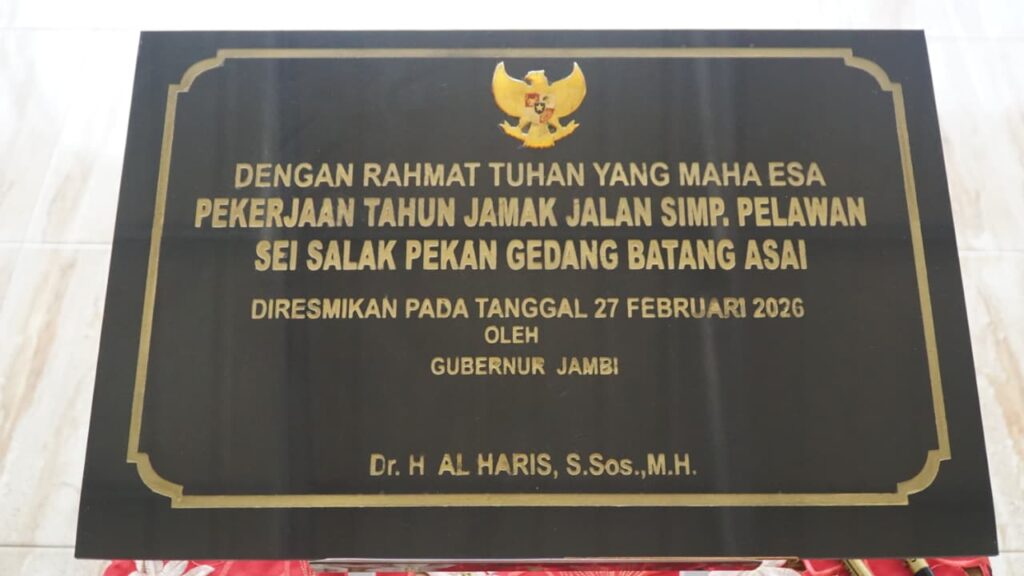 DENGAN RAHMAT TUHAN YANG MAHA ESA
PEKERJAAN TAHUN JAMAK JALAN SIMP. PELAWAN
SEI SALAK PEKAN GEDANG BATANG ASAI
DIRESMIKAN PADA TANGGAL 27 FEBRUARI 2026
OLEH
GUBERNUR JAMBI
Dr. H AL HARIS, S.Sos.,M.H.